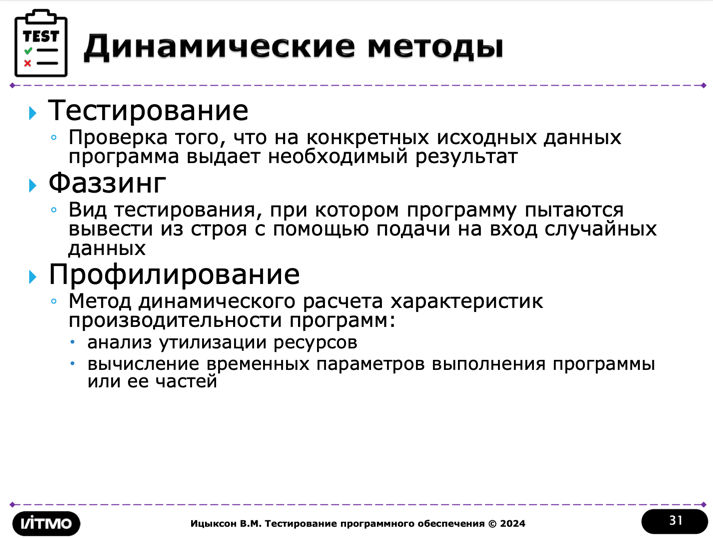 TEST
Динамические методы
Тестирование
Проверка того, что на конкретных исходных данных
программа выдает необходимый результат
Фаззинг
Вид тестирования, при котором программу пытаются
вывести из строя с помощью подачи на вход случайных
данных
Профилирование
Метод динамического расчета характеристик
производительности программ:
анализ утилизации ресурсов
вычисление временных параметров выполнения программы
или ее частей
ИТМО
Ицыксон В.М. Тестирование программного обеспечения © 2024
31